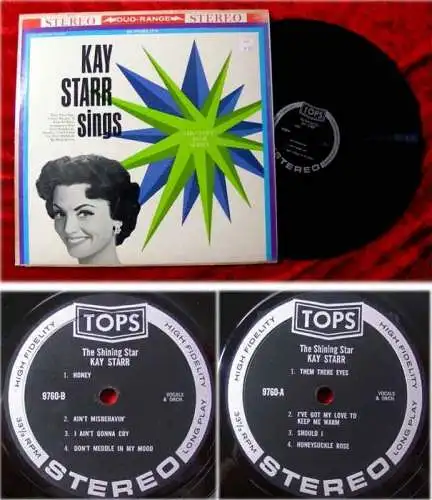 STEREO DUO-RANGE STEREO
KAY
STARR
sings
TOPS
STEREO
HIGH FIDELITY
TOPS
HIGH FIDELITY
The Shining Star
KAY STARR
1. HONEY
9760-B
VOCALS
& ORCH.
2. AIN'T MISBEHAVIN'
3. I AIN'T GONNA CRY
4. DON'T MEDDLE IN MY MOOD
33⅓ RPM
STEREO
LONG PLAY
HIGH FIDELITY
TOPS
HIGH FIDELITY
The Shining Star
KAY STARR
1. THEM THERE EYES
9760-A
VOCALS
& ORCH.
2. I'VE GOT MY LOVE TO
KEEP ME WARM
3. SHOULD I
4. HONEYSUCKLE ROSE
33⅓ RPM
STEREO
LONG PLAY